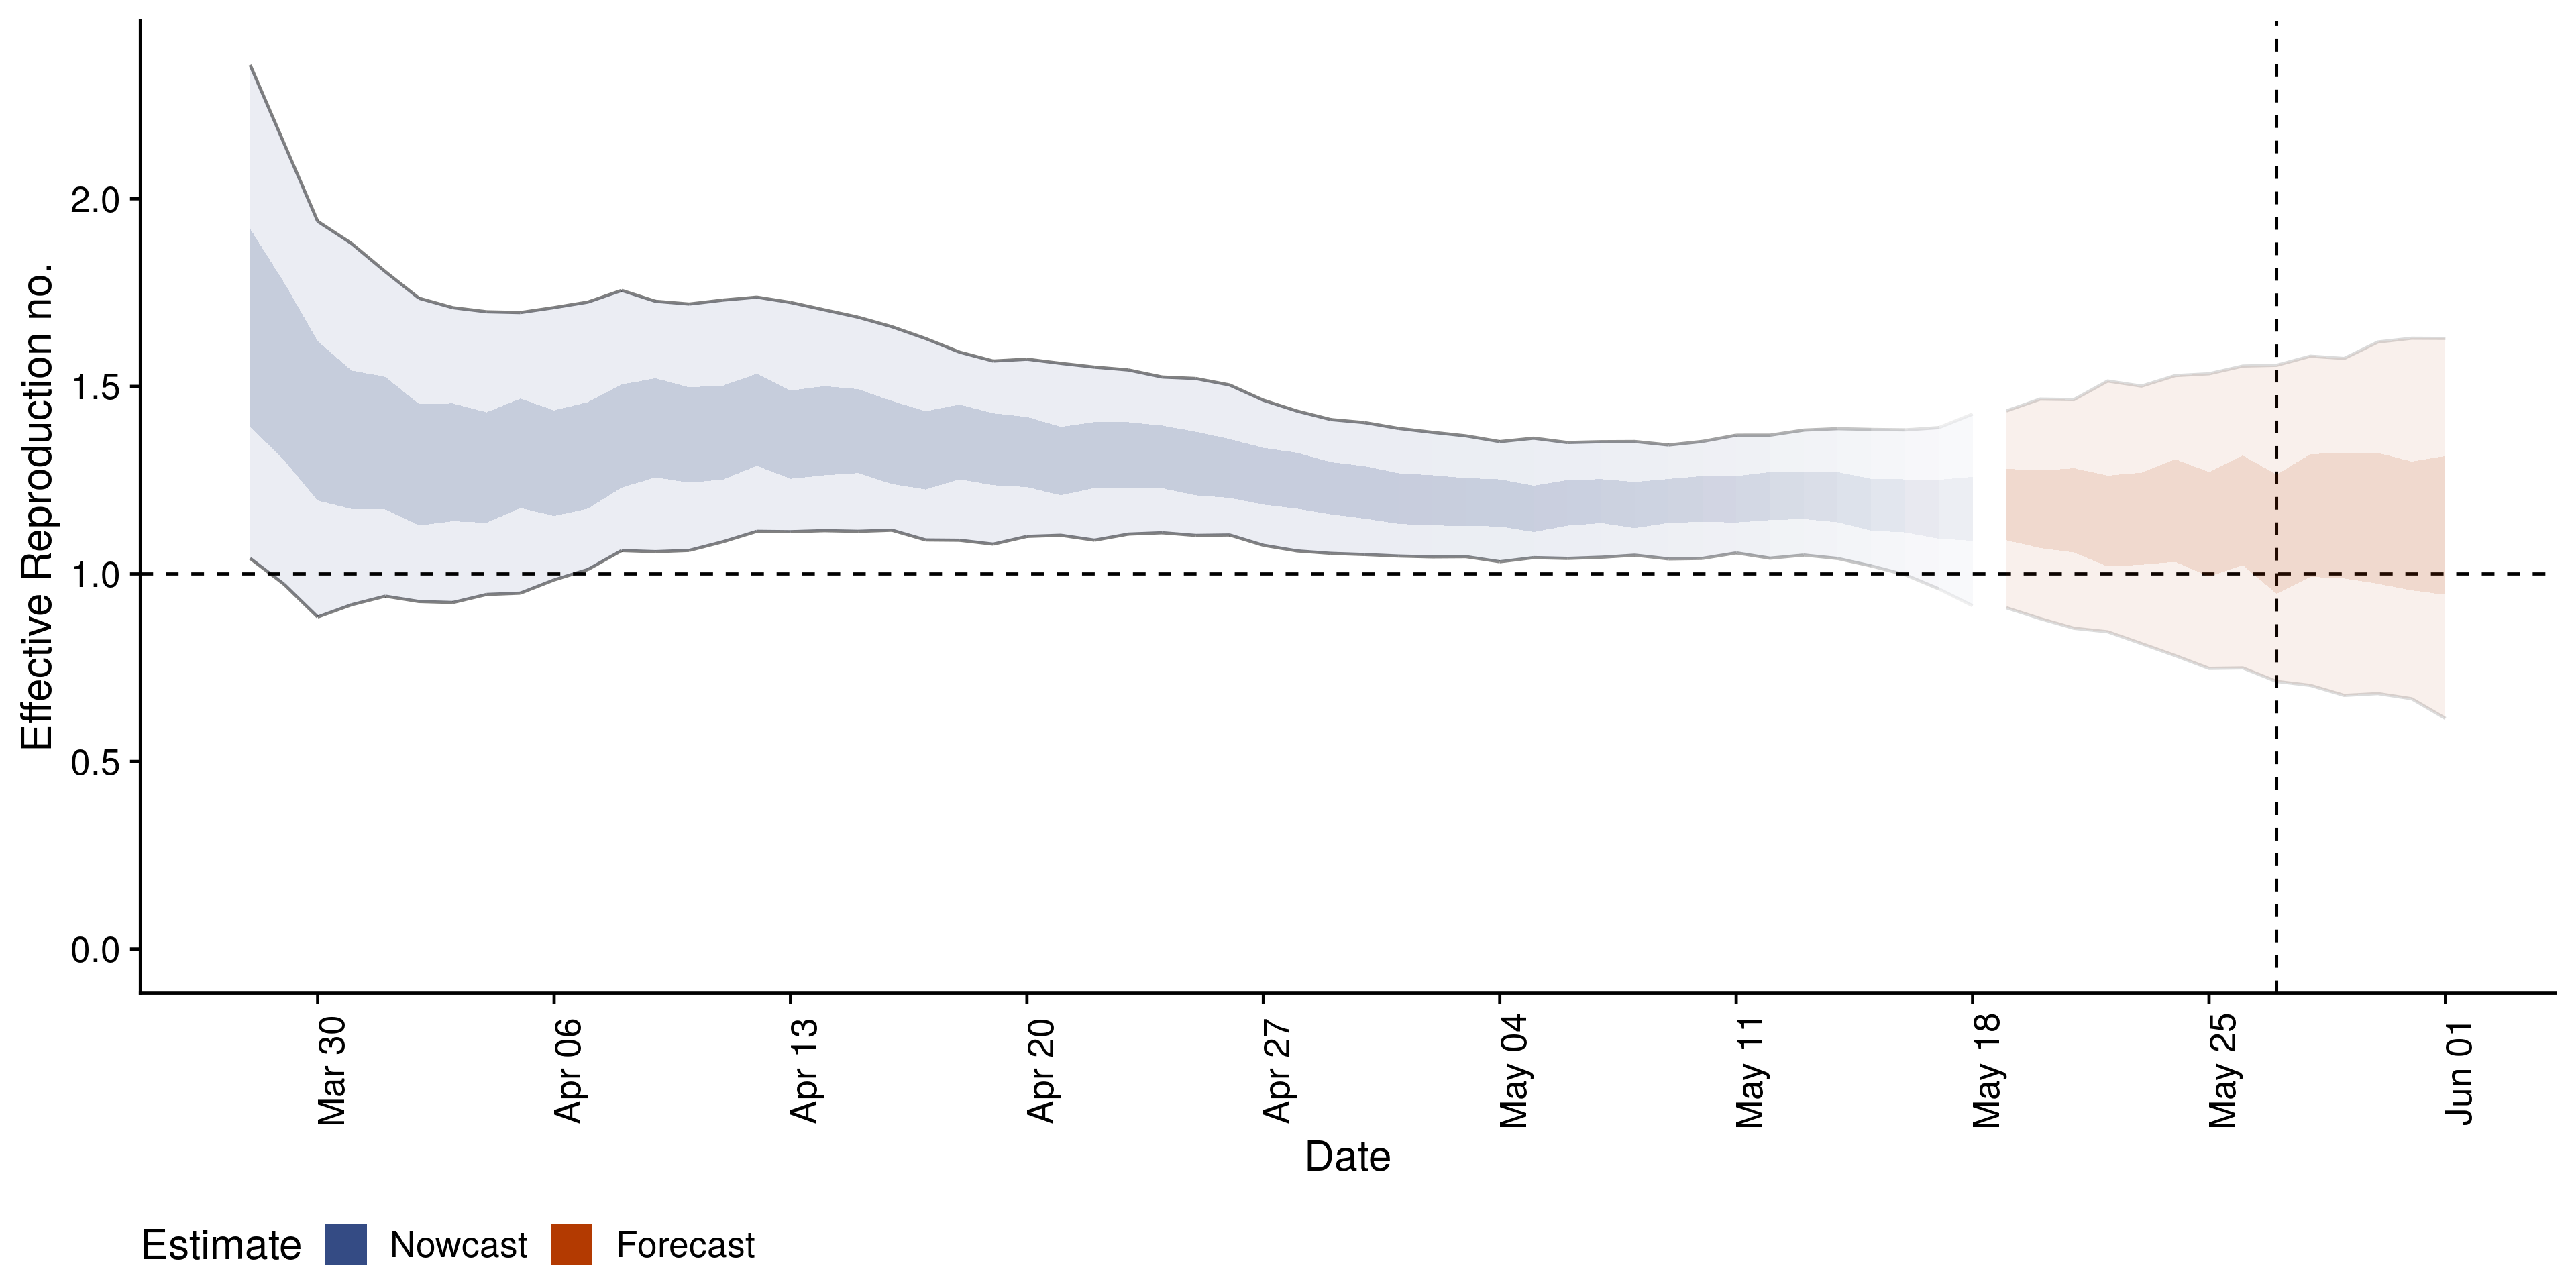 Effective Reproduction no.
2.0
1.5
1.0
0.5
0.0
Mar 30
Apr 06
Apr 13
Apr 20
Apr 27
May 04
May 11
May 18
May 25
Jun 01
Date
Estimate Nowcast Forecast